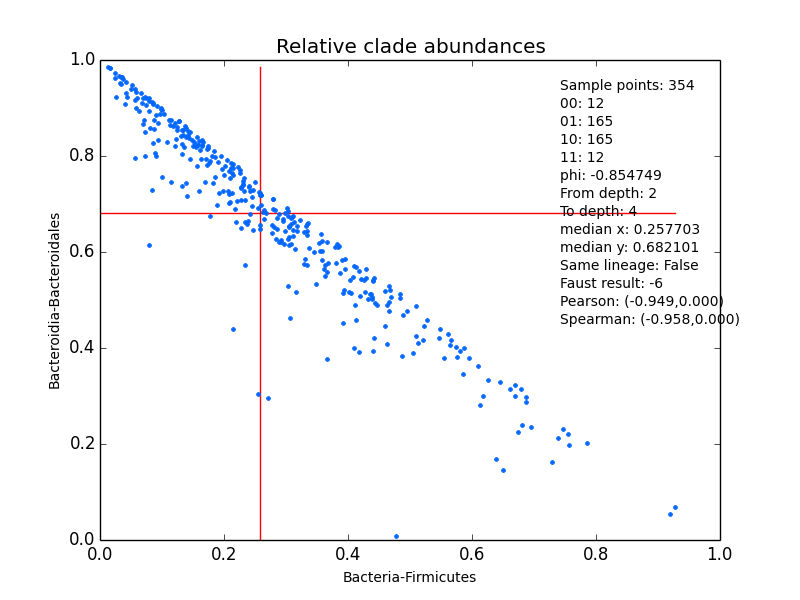 Relative clade abundances
1.0
0.8
0.6
0.4
0.2
0.0
Bacteroidia-Bacteroidales
Sample points: 354
00: 12
01: 165
10: 165
11: 12
phi: -0.854749
From depth: 2
To depth: 4
median x: 0.257703
median y: 0.682101
Same lineage: False
Faust result: -6
Pearson: (-0.949,0.000)
Spearman: (-0.958,0.000)
0.0 0.2 0.4 0.6 0.8 1.0
Bacteria-Firmicutes